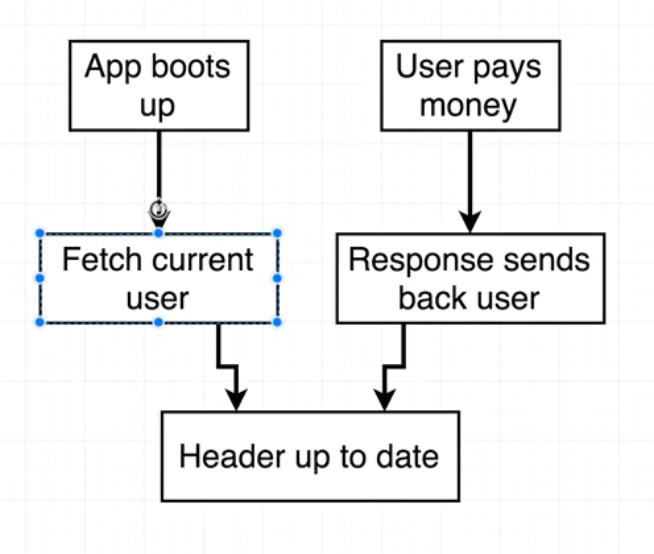 App boots
up
User pays
money
Fetch current
user
Response sends
back user
Header up to date